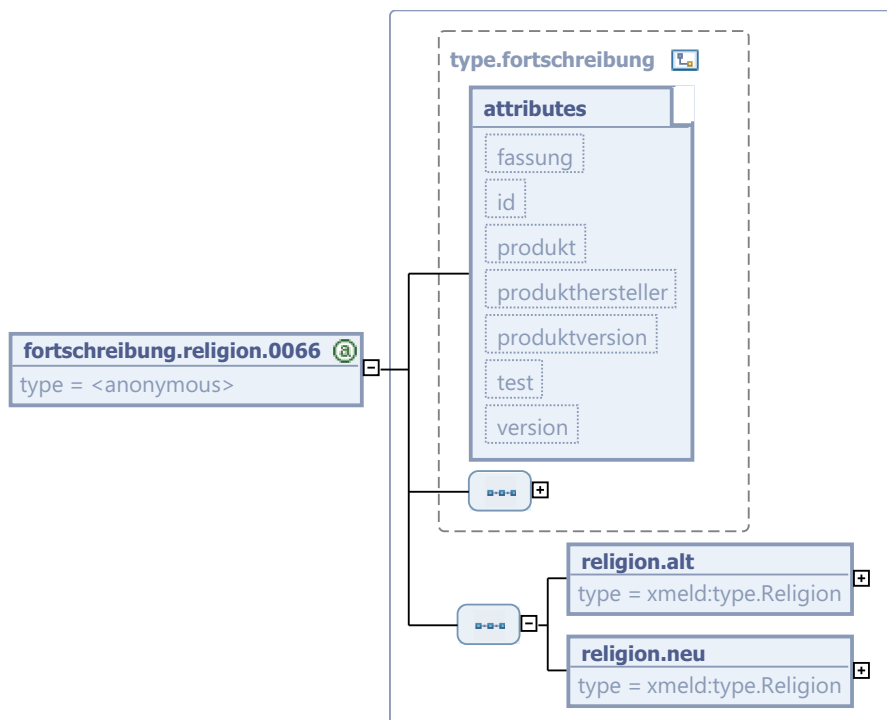 type.fortschreibung
attributes
fassung
id
produkt
produkthersteller
produktversion
test
version
fortschreibung.religion.0066 @
type = <anonymous>
religion.alt
type = xmeld:type.Religion
religion.neu
type = xmeld:type.Religion